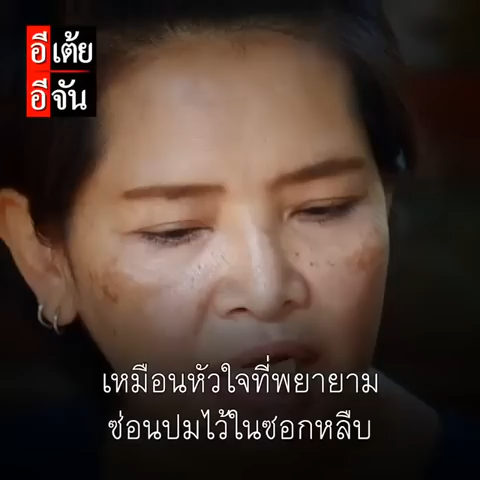 อีเต้ย
อีจัน
เหมือนหัวใจที่พยายาม
ซ่อนปมไว้ในซอกหลืบ